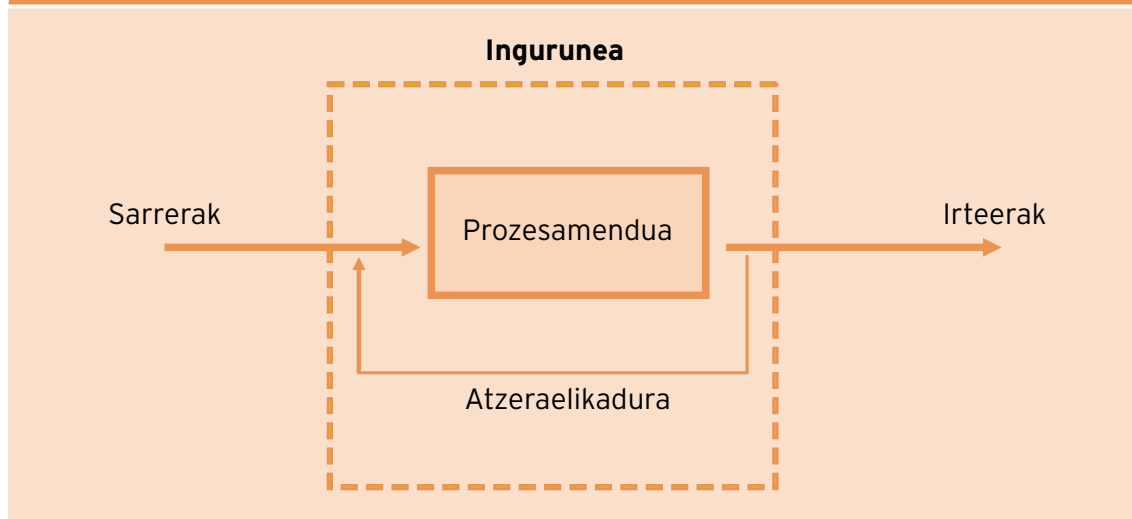 Ingurunea
Sarrerak
Prozesamendua
Irteerak
Atzeraelikadura